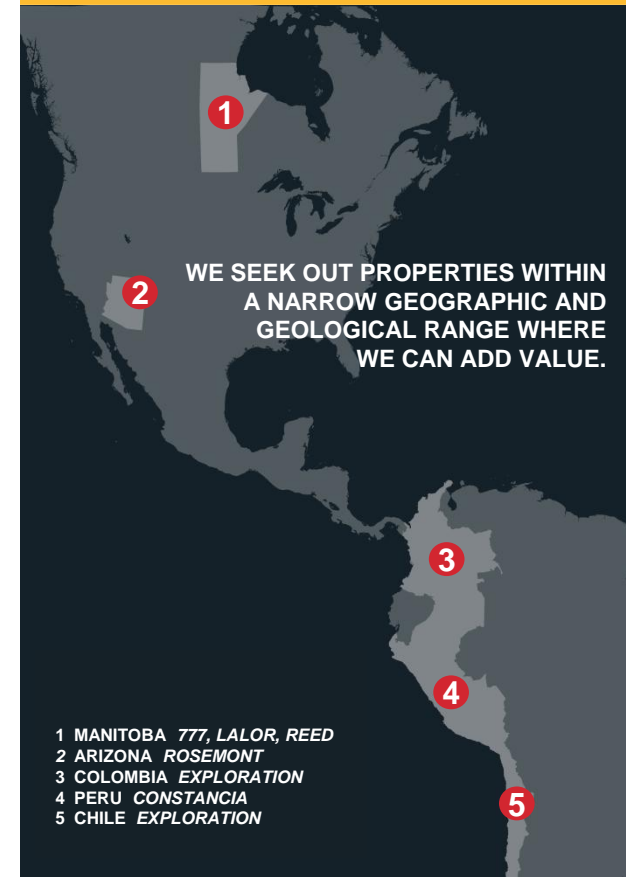 1
2
WE SEEK OUT PROPERTIES WITHIN
A NARROW GEOGRAPHIC AND
GEOLOGICAL RANGE WHERE
WE CAN ADD VALUE.
3
4
5
1 MANITOBA 777, LALOR, REED
2 ARIZONA ROSEMONT
3 COLOMBIA EXPLORATION
4 PERU CONSTANCIA
5 CHILE EXPLORATION